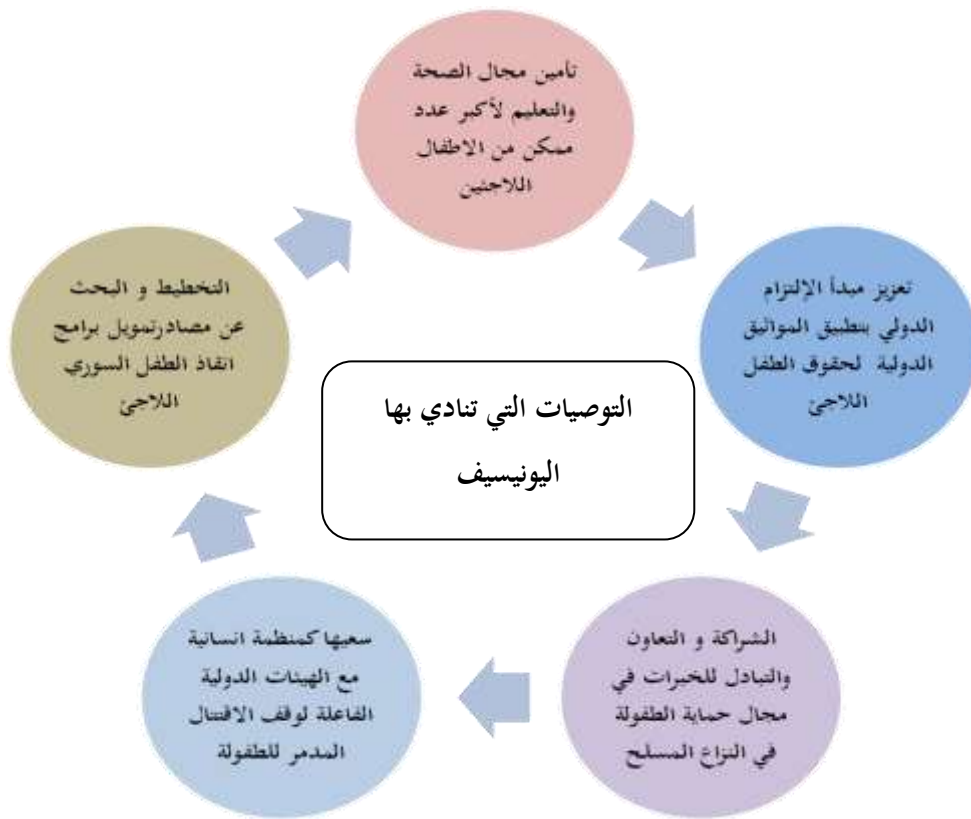 تأمين مجال الصحة
والتعليم لأكبر عدد
ممكن من الاطفال
اللاجئين
تعزيز مبدأ الإلتزام
الدولي بتطبيق المواثيق
الدولية لحقوق الطفل
اللاجئ
الشراكة و التعاون
والتبادل للخبرات في
مجال حماية الطفولة
في النزاع المسلح
سعيها كمنظمة انسانية
مع الهيئات الدولية
الفاعلة لوقف الاقتتال
المدمر للطفولة
التخطيط و البحث
عن مصادرتمويل برامج
انقاذ الطفل السوري
اللاجئ
التوصيات التي تنادي بها
اليونيسيف